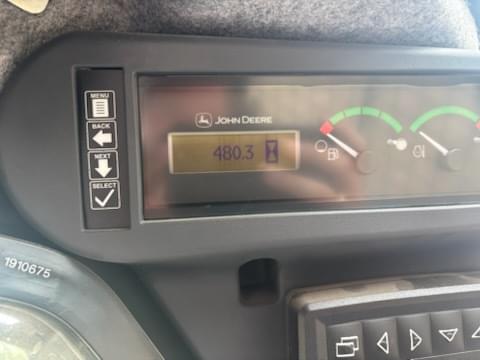 MENU
BACK
NEXT
SELECT
JOHN DEERE
480.3
1910675